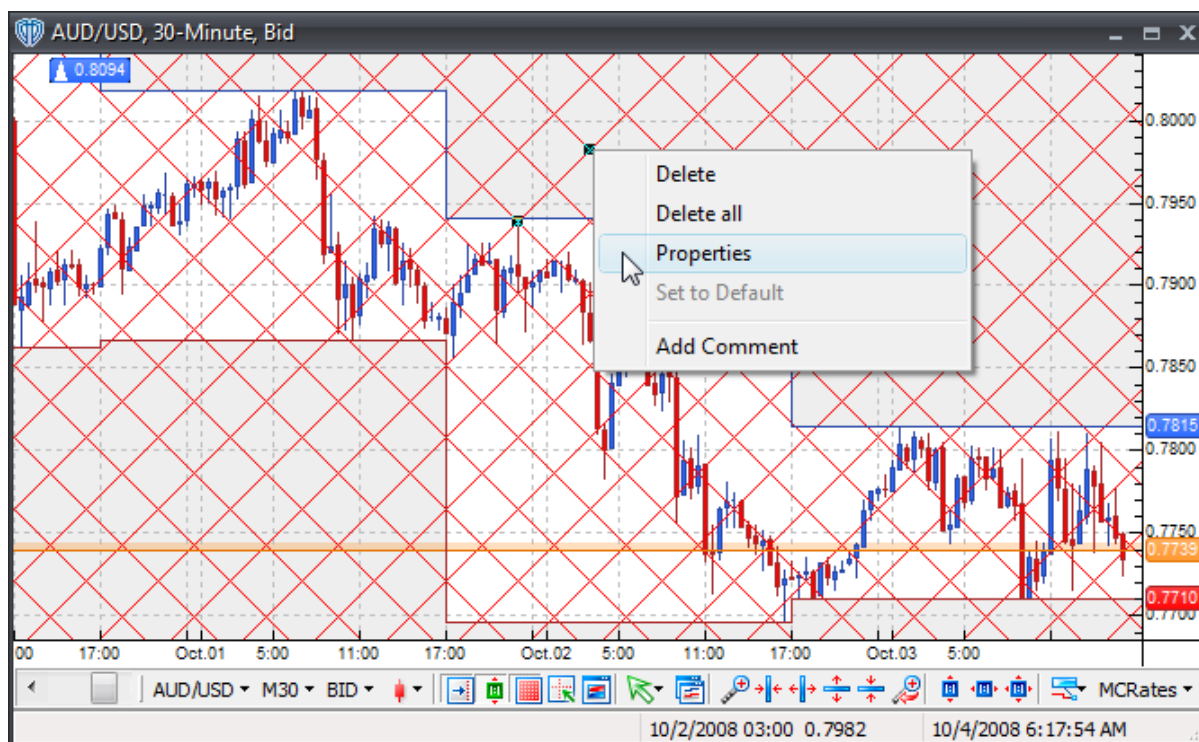 AUD/USD, 30-Minute, Bid
0.8094
0.8000
0.7950
0.7900
0.7850
0.7815
0.7800
0.7750
0.7739
0.7710
0.7700
Delete
Delete all
Properties
Set to Default
Add Comment
:00 17:00 Oct.01 5:00 11:00 17:00 Oct.02 5:00 11:00 17:00 Oct.03 5:00
AUD/USD M30 BID MCRates
10/2/2008 03:00 0.7982 10/4/2008 6:17:54 AM